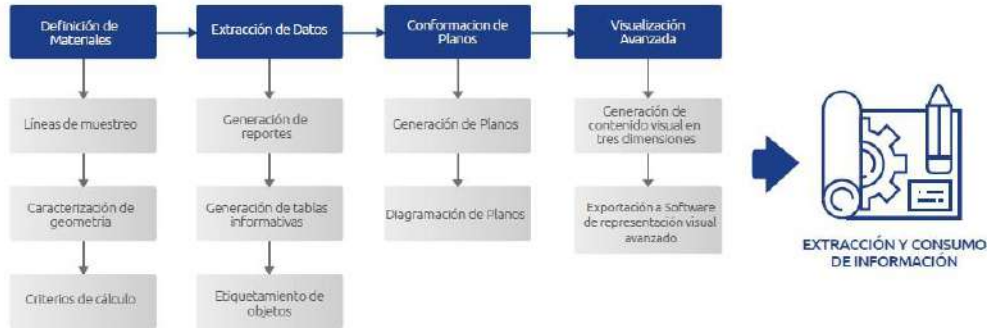 Definición de
Materiales
Extracción de Datos
Conformacion de
Planos
Visualización
Avanzada
Líneas de muestreo
Generación de
reportes
Generación de Planos
Generación de
contenido visual en
tres dimensiones
Caracterización de
geometría
Generación de tablas
informativas
Diagramación de Planos
Exportación a Software
de representación visual
avanzado
Criterios de cálculo
Etiquetamiento de
objetos
EXTRACCIÓN Y CONSUMO
DE INFORMACIÓN